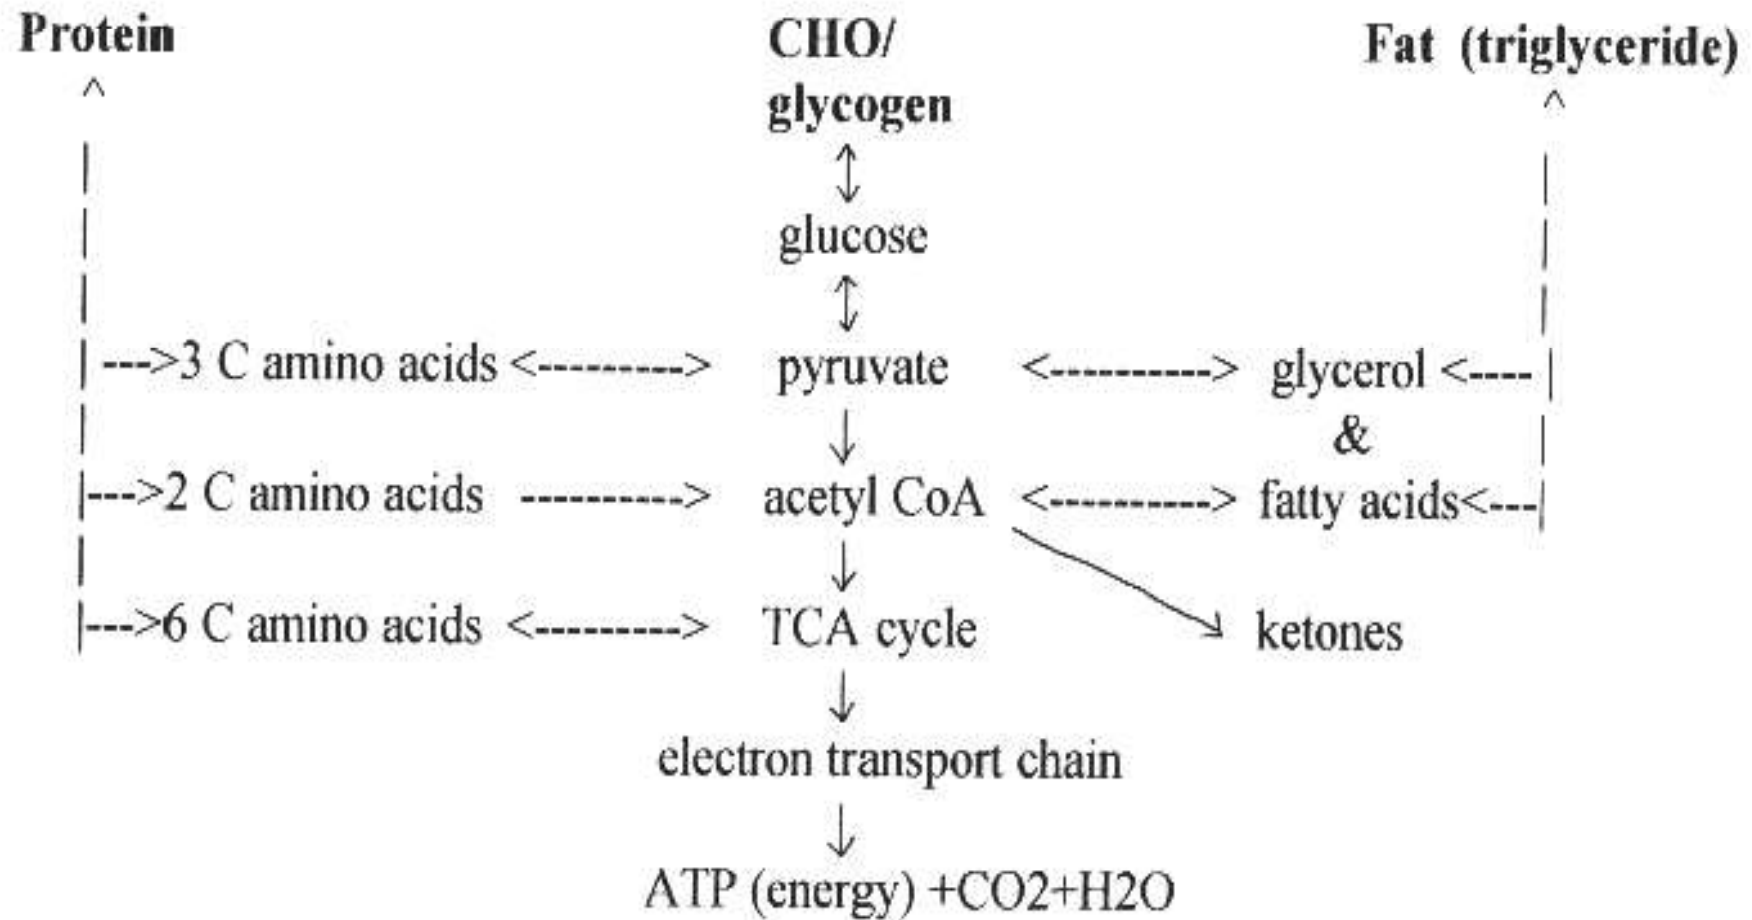 Protein CHO/ Fat (triglyceride)
glycogen
glucose
--->3 C amino acids <---------> pyruvate <----------> glycerol <----
&
--->2 C amino acids ---------> acetyl CoA <----------> fatty acids<---
--->6 C amino acids <---------> TCA cycle ketones
electron transport chain
ATP (energy) +CO2+H2O